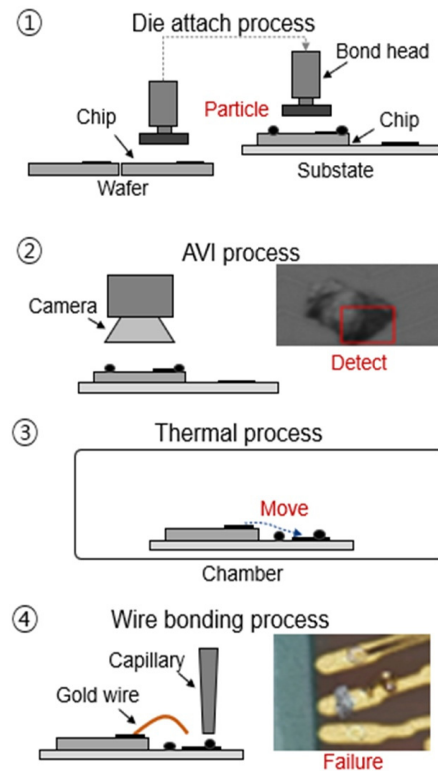 ① Die attach process
Bond head
Particle
Chip
Chip
Wafer
Substate
② AVI process
Camera
Detect
③ Thermal process
Move
Chamber
④ Wire bonding process
Capillary
Gold wire
Failure